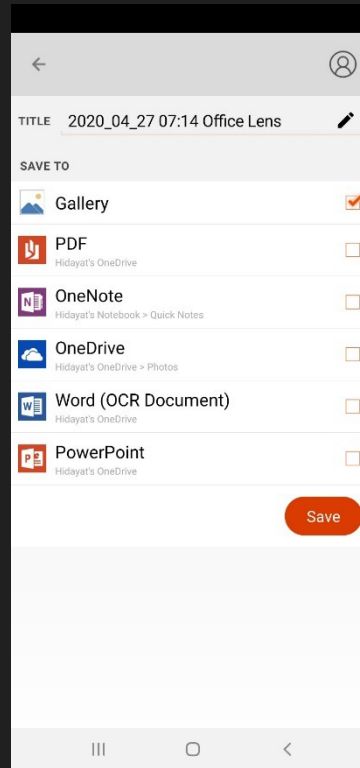 TITLE 2020_04_27 07:14 Office Lens
SAVE TO
Gallery
PDF
Hidayat's OneDrive
OneNote
Hidayat's Notebook > Quick Notes
OneDrive
Hidayat's OneDrive > Photos
Word (OCR Document)
Hidayat's OneDrive
PowerPoint
Hidayat's OneDrive
Save